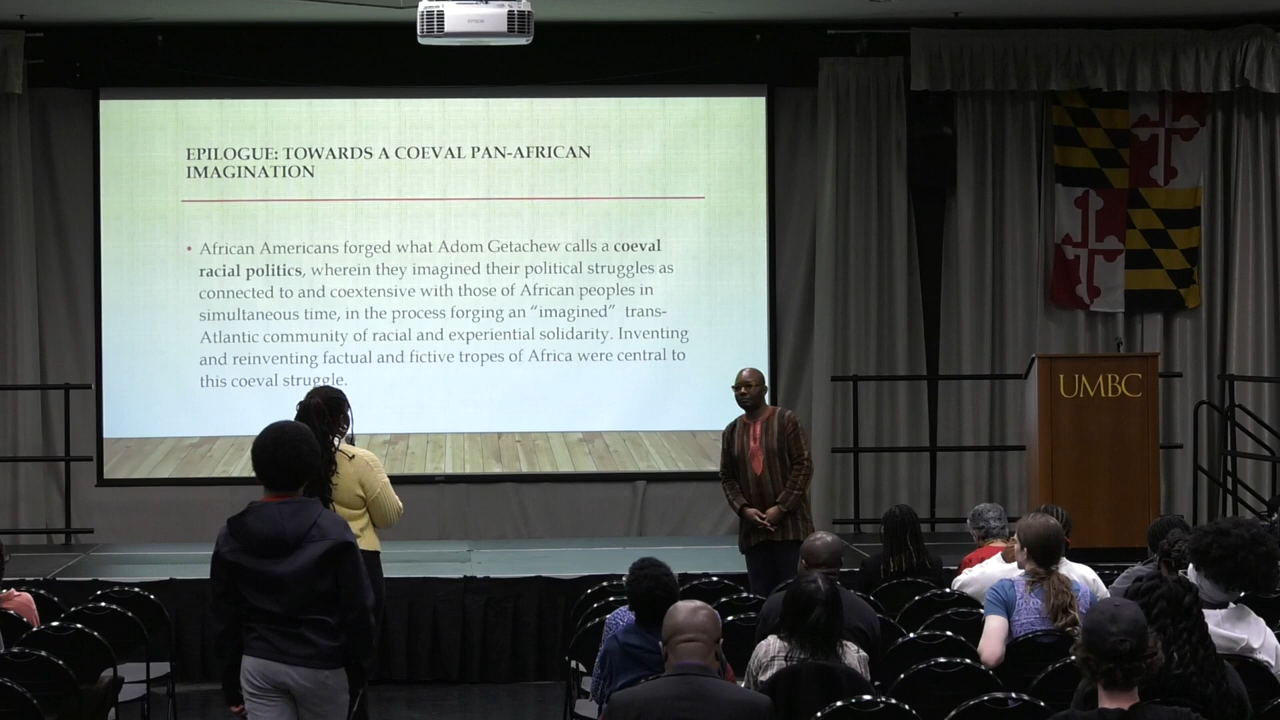 EPSON
EPILOGUE: TOWARDS A COEVAL PAN-AFRICAN
IMAGINATION
• African Americans forged what Adom Getachew calls a coeval
racial politics, wherein they imagined their political struggles as
connected to and coextensive with those of African peoples in
simultaneous time, in the process forging an “imagined” trans-
Atlantic community of racial and experiential solidarity. Inventing
and reinventing factual and fictive tropes of Africa were central to
this coeval struggle.
UMBC